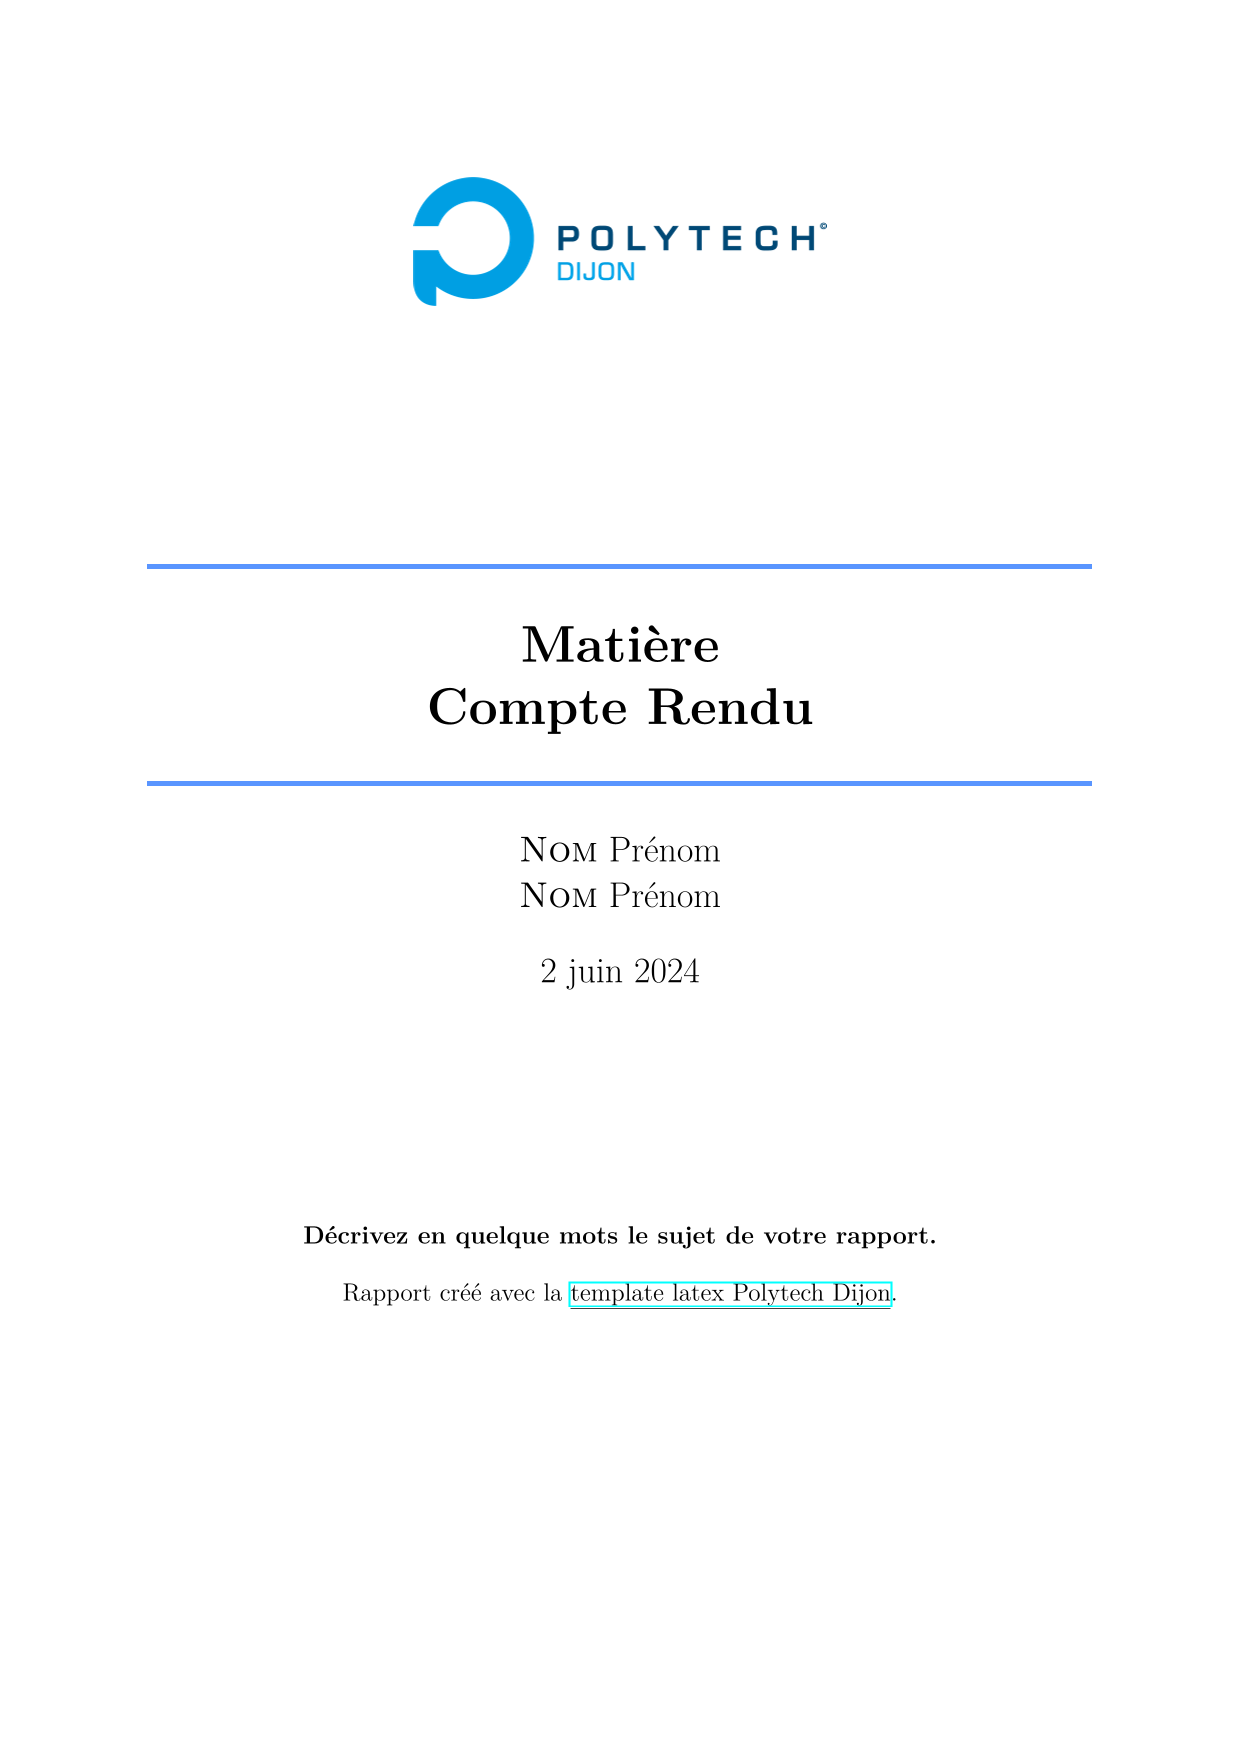 POLYTECH©
DIJON
Matière
Compte Rendu
Nom Prénom
Nom Prénom
2 juin 2024
Décrivez en quelque mots le sujet de votre rapport.
Rapport créé avec la template latex Polytech Dijon.